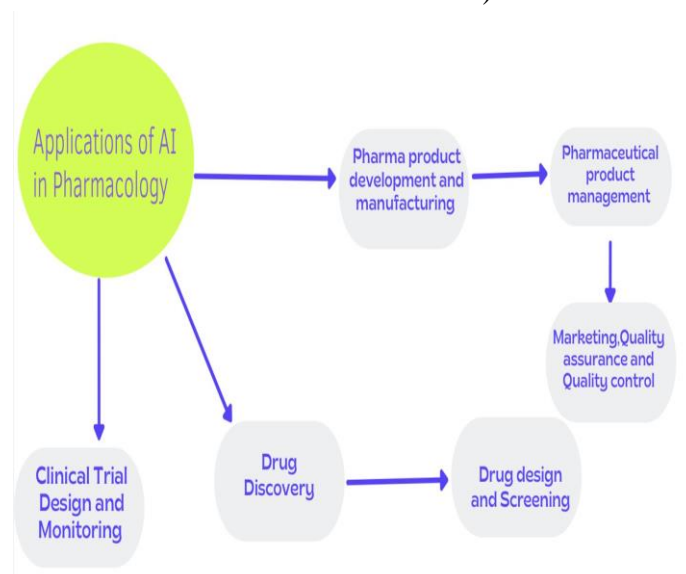 Applications of AI
in Pharmacology
Pharma product
development and
manufacturing
Pharmaceutical
product
management
Marketing,Quality
assurance and
Quality control
Clinical Trial
Design and
Monitoring
Drug
Discovery
Drug design
and Screening